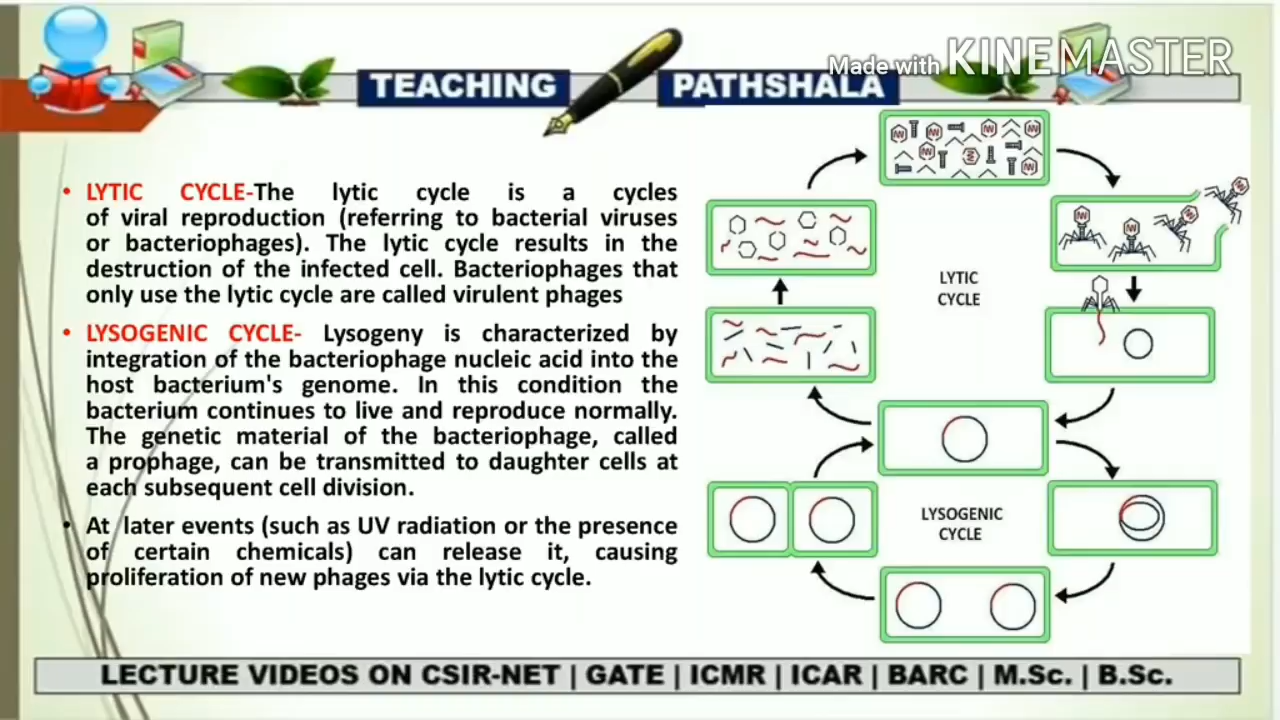 Made with KINEMASTER
TEACHING PATHSHALA
• LYTIC CYCLE-The lytic cycle is a cycles
of viral reproduction (referring to bacterial viruses
or bacteriophages). The lytic cycle results in the
destruction of the infected cell. Bacteriophages that
only use the lytic cycle are called virulent phages
• LYSOGENIC CYCLE- Lysogeny is characterized by
integration of the bacteriophage nucleic acid into the
host bacterium's genome. In this condition the
bacterium continues to live and reproduce normally.
The genetic material of the bacteriophage, called
a prophage, can be transmitted to daughter cells at
each subsequent cell division.
• At later events (such as UV radiation or the presence
of certain chemicals) can release it, causing
proliferation of new phages via the lytic cycle.
LYTIC
CYCLE
LYSOGENIC
CYCLE
LECTURE VIDEOS ON CSIR-NET | GATE | ICMR | ICAR | BARC | M.Sc. | B.Sc.